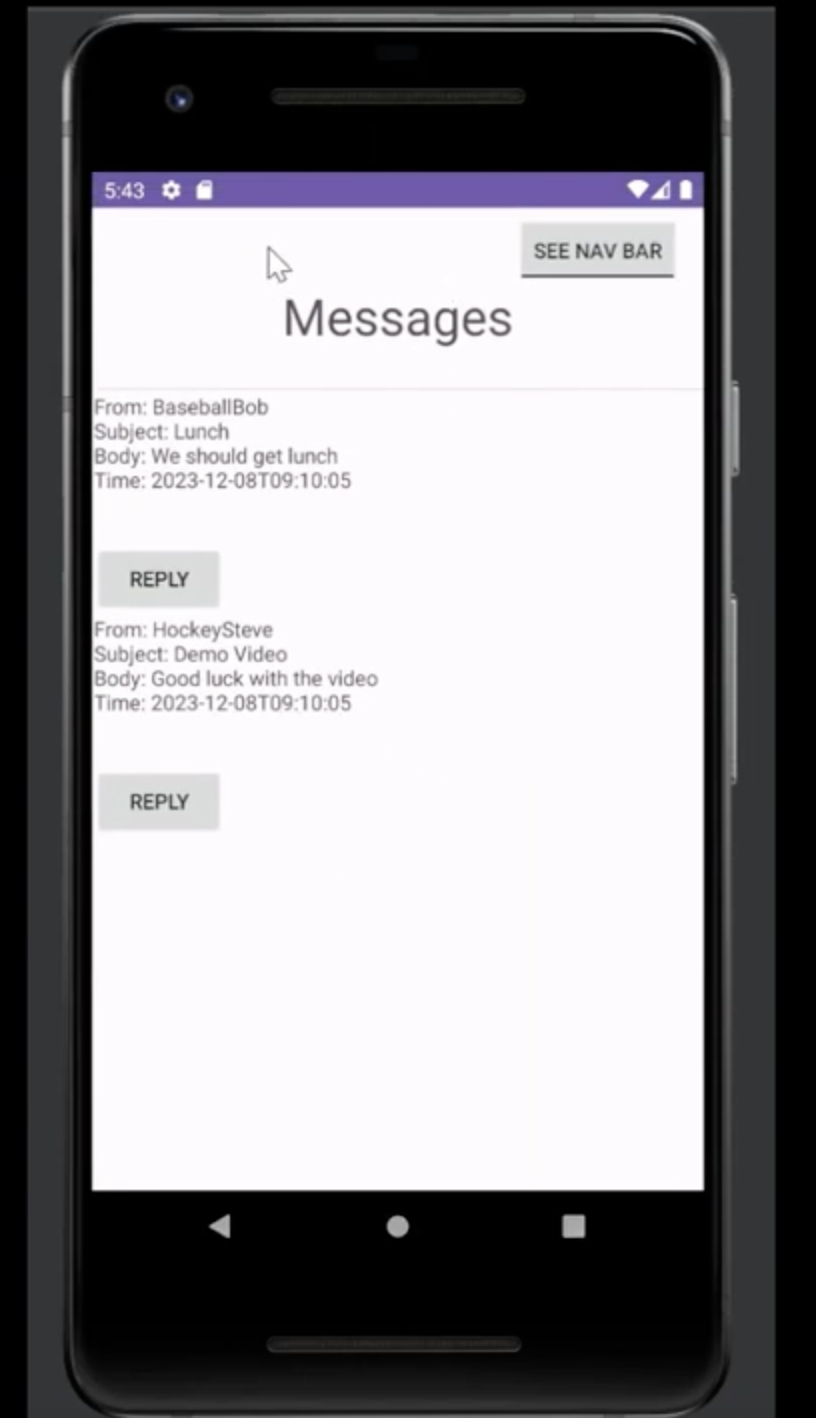 5:43
SEE NAV BAR
Messages
From: BaseballBob
Subject: Lunch
Body: We should get lunch
Time: 2023-12-08T09:10:05
REPLY
From: HockeySteve
Subject: Demo Video
Body: Good luck with the video
Time: 2023-12-08T09:10:05
REPLY